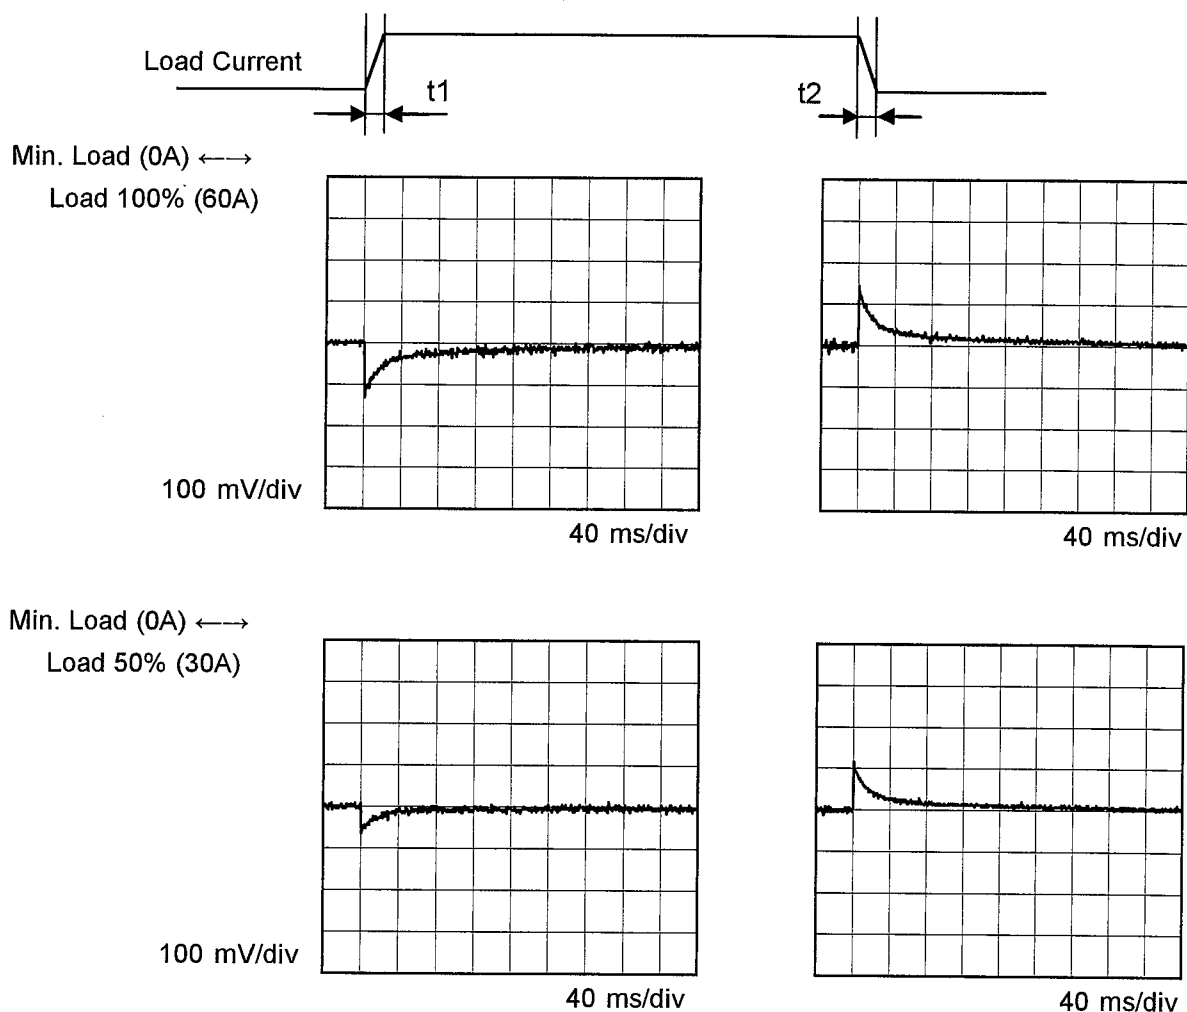 Load Current
t1
t2
Min. Load (0A) ←→
Load 100% (60A)
100 mV/div
40 ms/div
40 ms/div
Min. Load (0A) ←→
Load 50% (30A)
100 mV/div
40 ms/div
40 ms/div